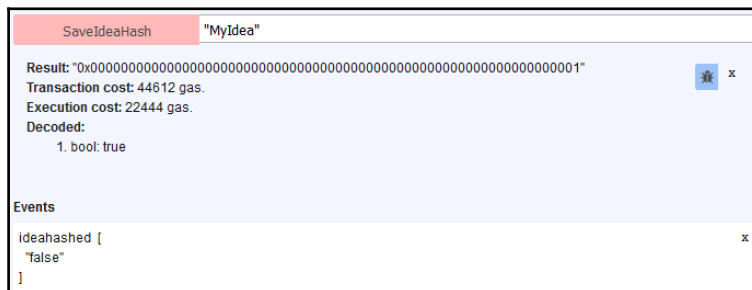 SaveIdeaHash "MyIdea"
Result: "0x0000000000000000000000000000000000000000000000000000000000000001"
x
Transaction cost: 44612 gas.
Execution cost: 22444 gas.
Decoded:
1. bool: true
Events
ideahashed [
x
"false"
]